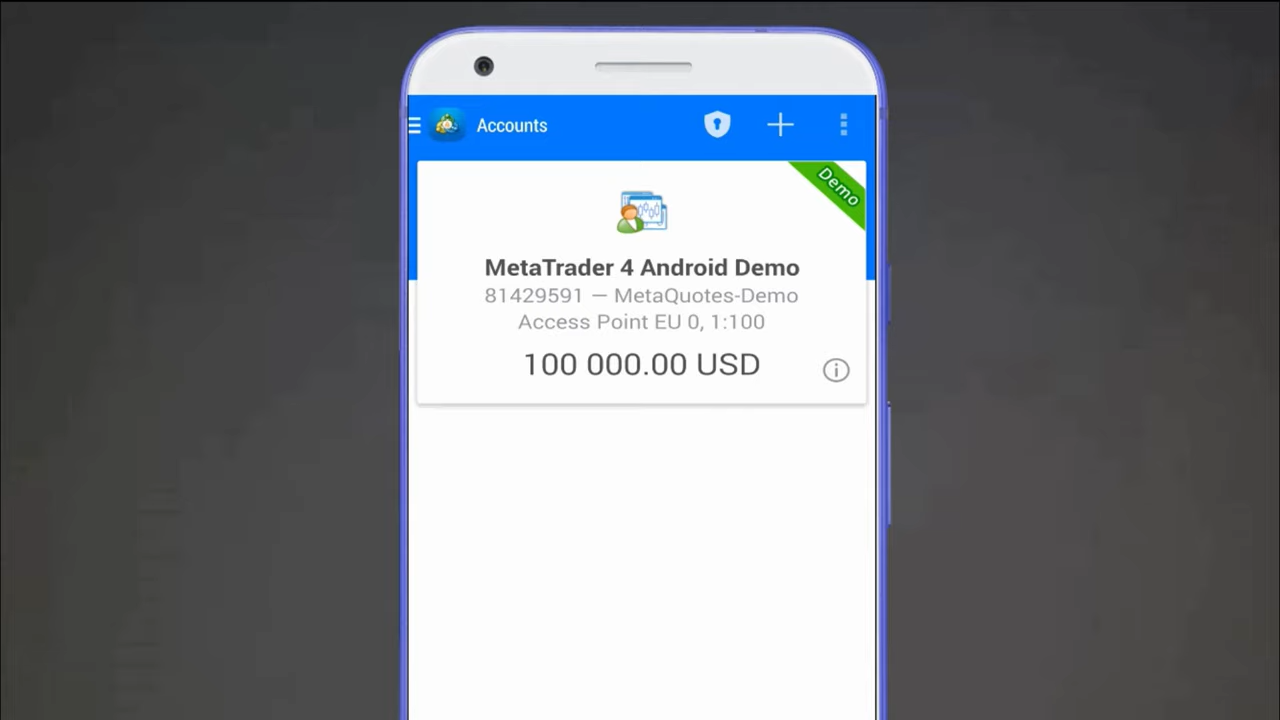 Accounts
Demo
MetaTrader 4 Android Demo
81429591 — MetaQuotes-Demo
Access Point EU 0, 1:100
100 000.00 USD